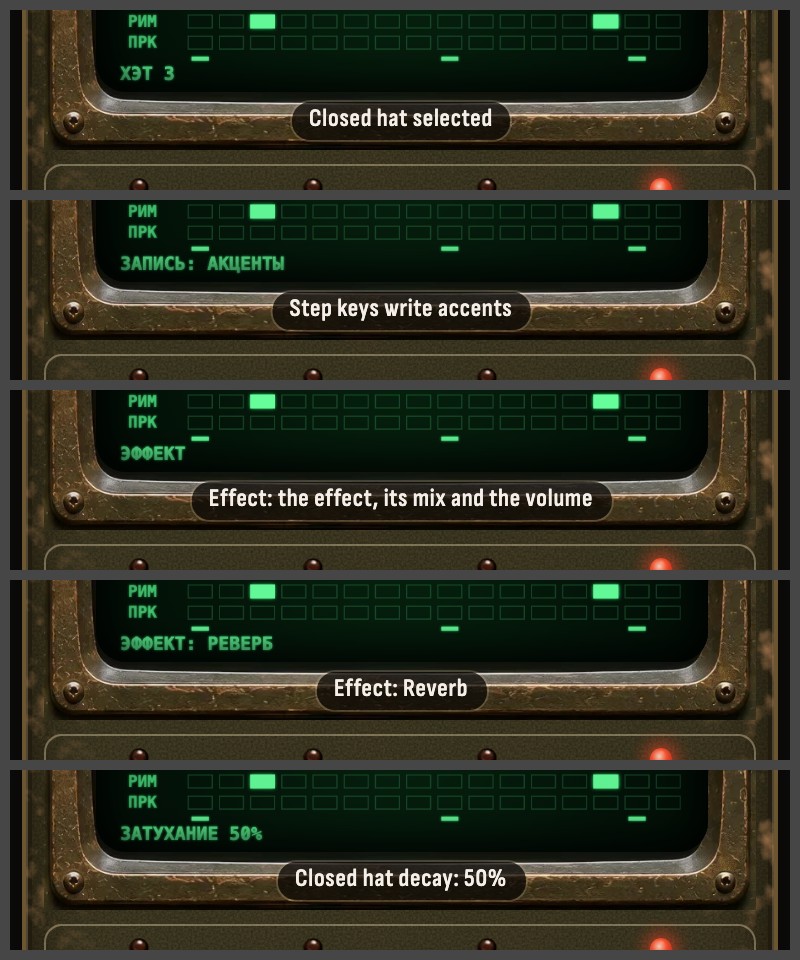 РИМ
ПРК
ХЭТ З
Closed hat selected
РИМ
ПРК
ЗАПИСЬ: АКЦЕНТЫ
Step keys write accents
РИМ
ПРК
ЭФФЕКТ
Effect: the effect, its mix and the volume
РИМ
ПРК
ЭФФЕКТ: РЕВЕРБ
Effect: Reverb
РИМ
ПРК
ЗАТУХАНИЕ 50%
Closed hat decay: 50%